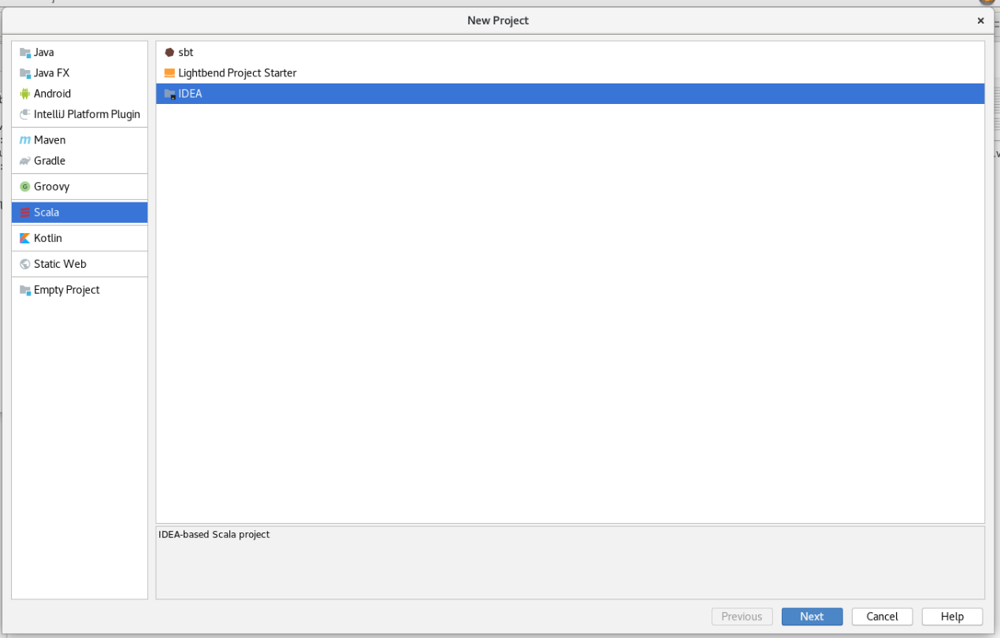 New Project
Java
Java FX
Android
IntelliJ Platform Plugin
Maven
Gradle
Groovy
Scala
Kotlin
Static Web
Empty Project
sbt
Lightbend Project Starter
IDEA
IDEA-based Scala project
Previous
Next
Cancel
Help